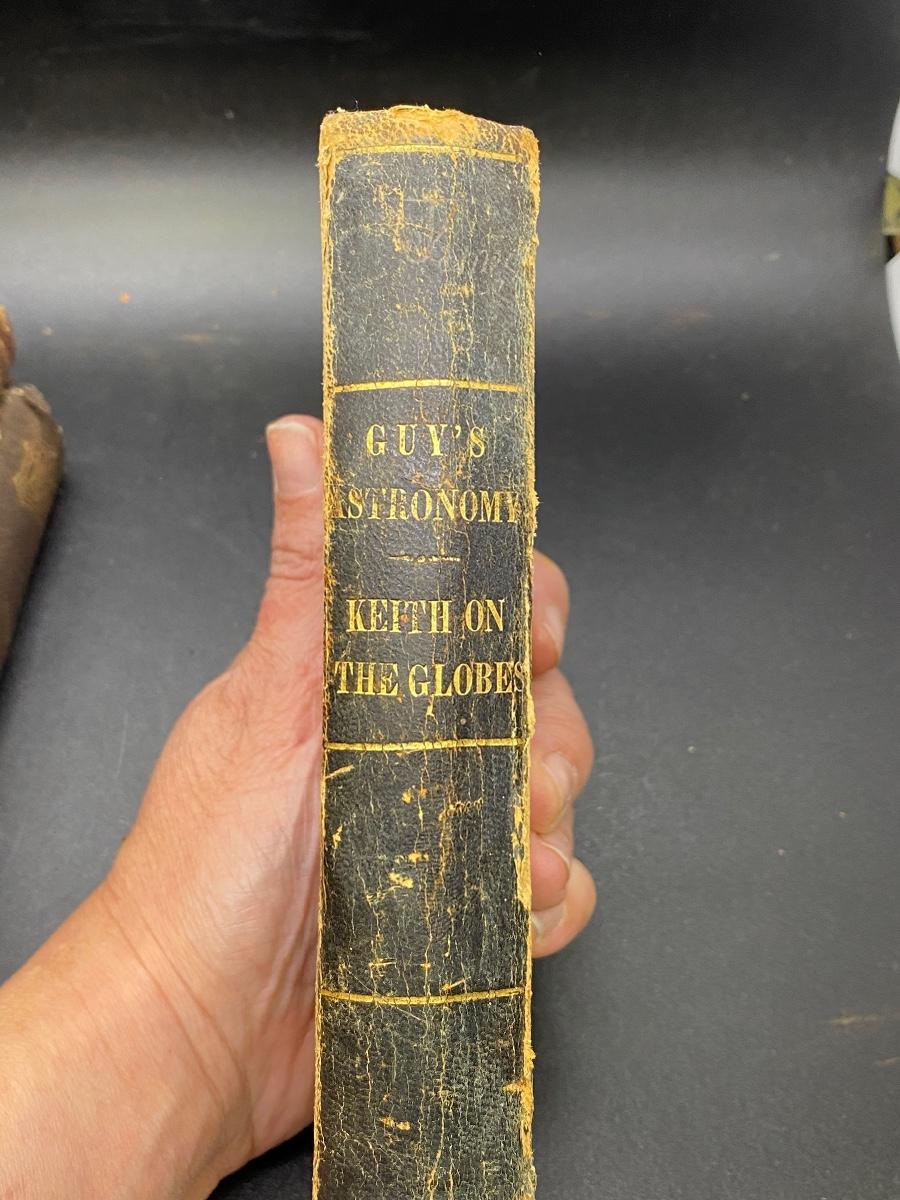 GUY'S
ASTRONOMY
KEITH ON
THE GLOBES